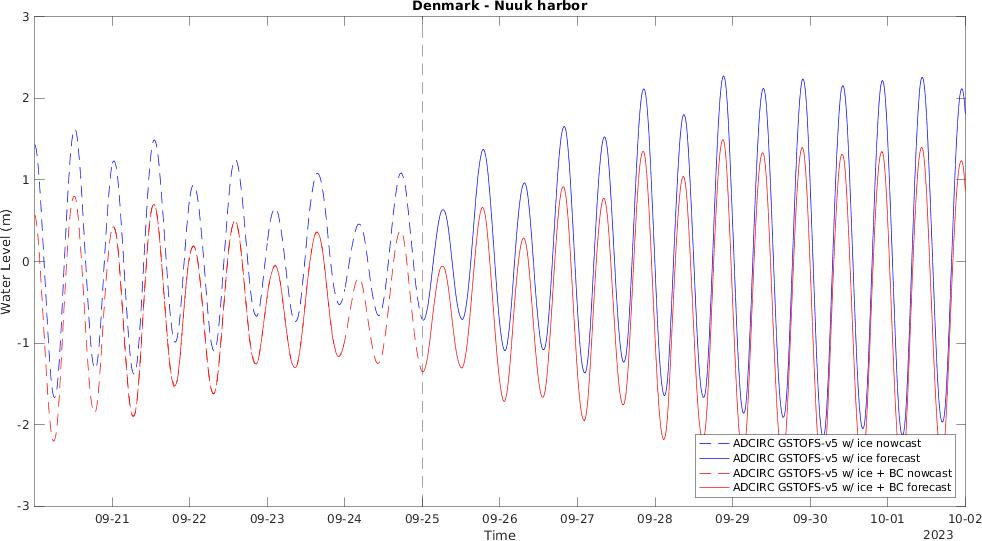 Denmark - Nuuk harbor
3
2
1
0
-1
-2
-3
Water Level (m)
09-21 09-22 09-23 09-24 09-25 09-26 09-27 09-28 09-29 09-30 10-01 10-02
Time
2023
ADCIRC GSTOFS-v5 w/ ice nowcast
ADCIRC GSTOFS-v5 w/ ice forecast
ADCIRC GSTOFS-v5 w/ ice + BC nowcast
ADCIRC GSTOFS-v5 w/ ice + BC forecast